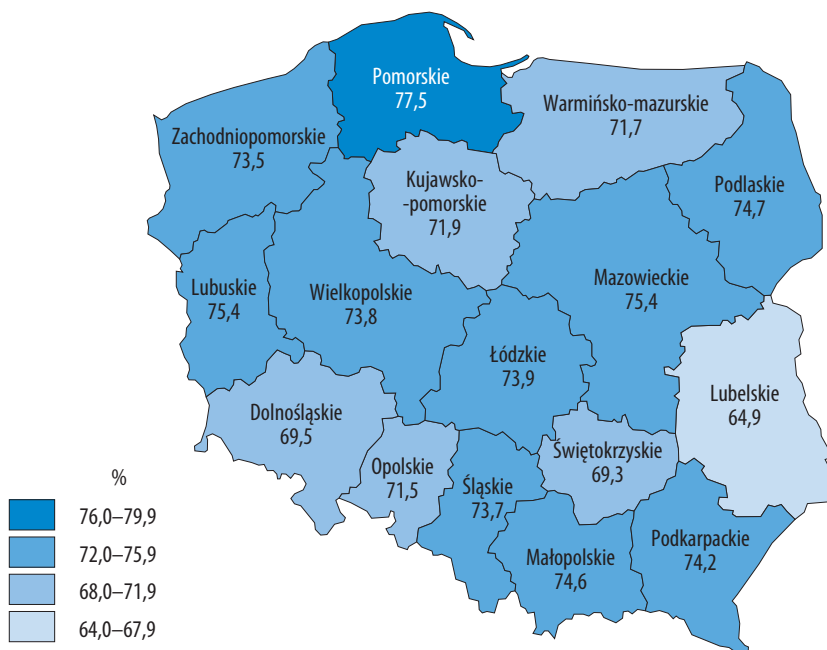 Pomorskie
77,5
Warmińsko-mazurskie
71,7
Zachodniopomorskie
73,5
Kujawsko-
-pomorskie
71,9
Podlaskie
74,7
Lubuskie
75,4
Wielkopolskie
73,8
Mazowieckie
75,4
Łódzkie
73,9
Lubelskie
64,9
Dolnośląskie
69,5
Opolskie
71,5
Śląskie
73,7
Świętokrzyskie
69,3
Małopolskie
74,6
Podkarpackie
74,2
%
76,0–79,9
72,0–75,9
68,0–71,9
64,0–67,9